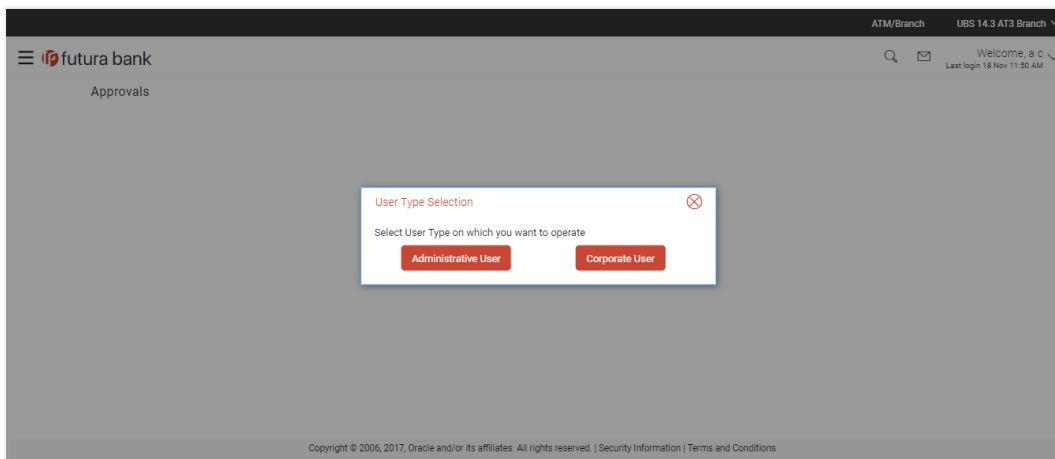 ATM/Branch UBS 14.3 AT3 Branch
futura bank
Welcome, a c
Last login 18 Nov 11:50 AM
Approvals
User Type Selection
Select User Type on which you want to operate
Administrative User Corporate User
Copyright © 2006, 2017, Oracle and/or its affiliates. All rights reserved. | Security Information | Terms and Conditions